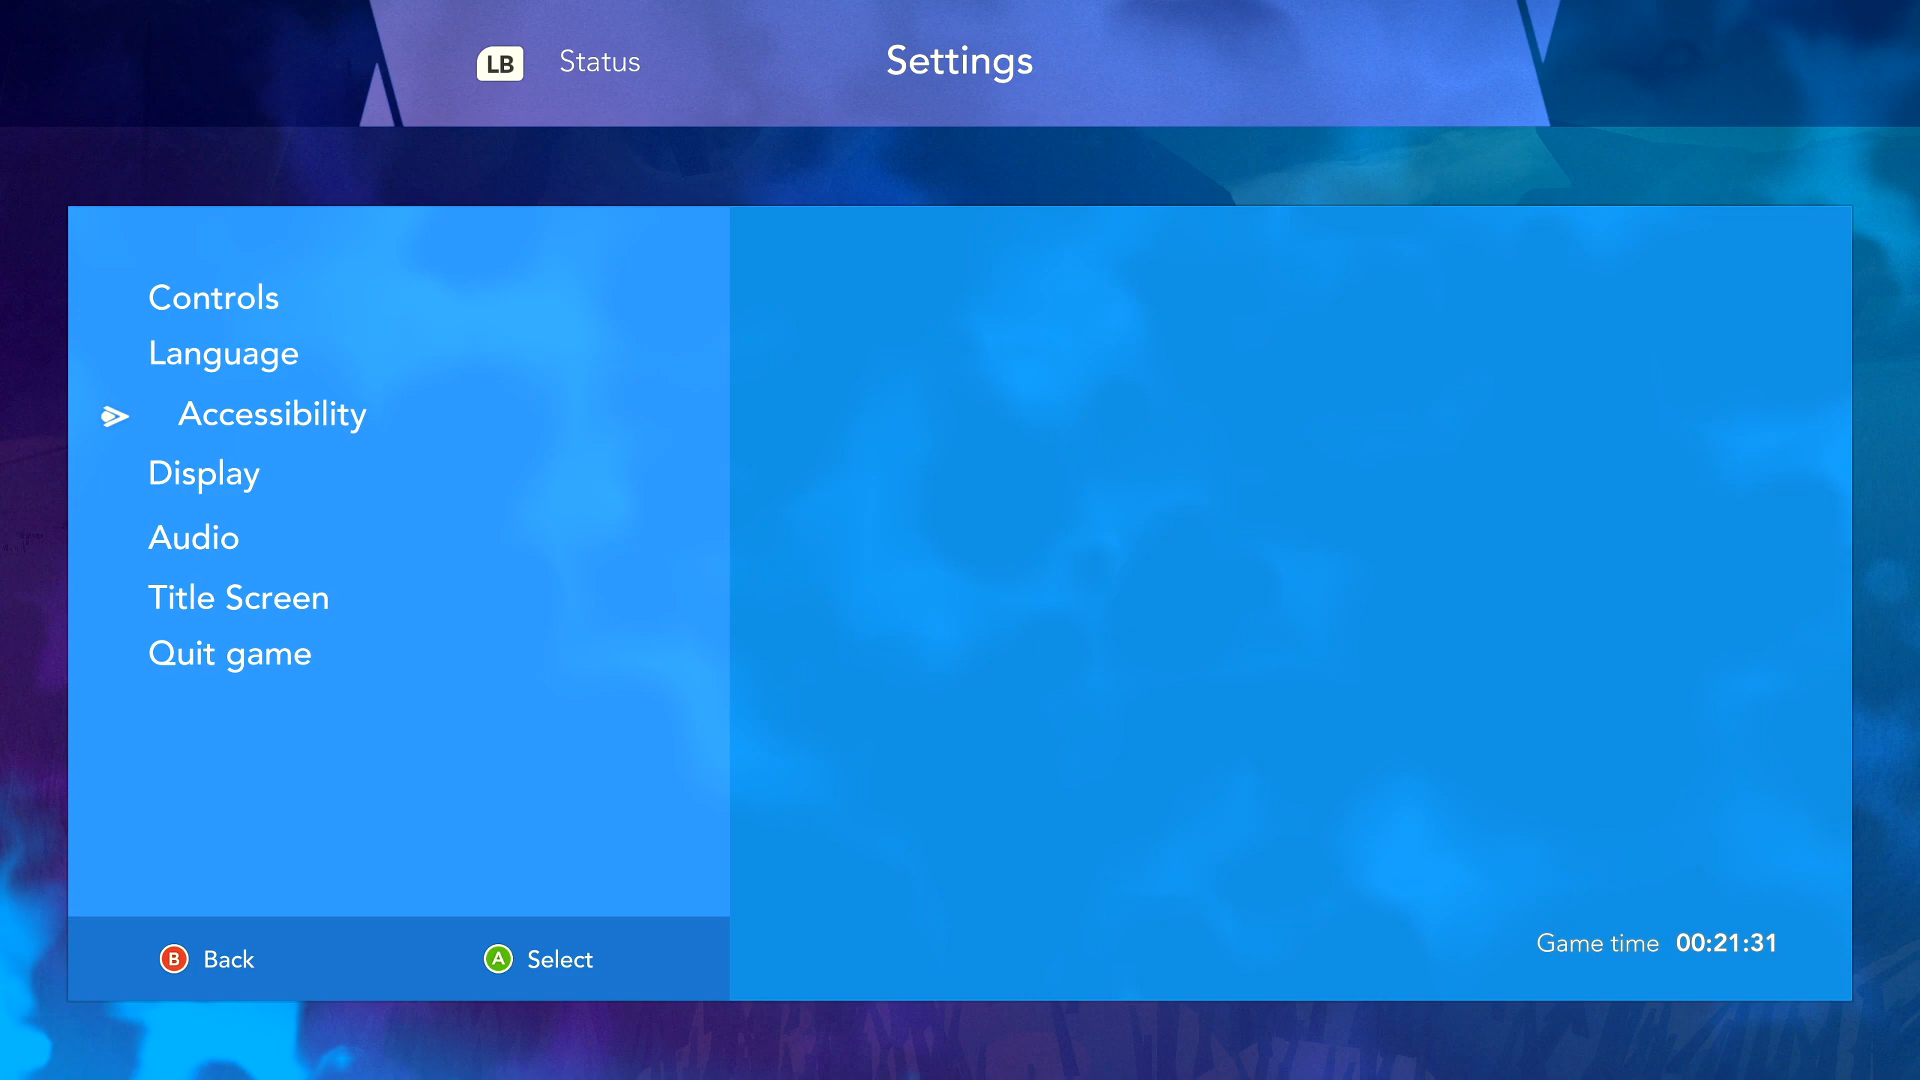 LB Status Settings
Controls
Language
Accessibility
Display
Audio
Title Screen
Quit game
B Back A Select
Game time 00:21:31